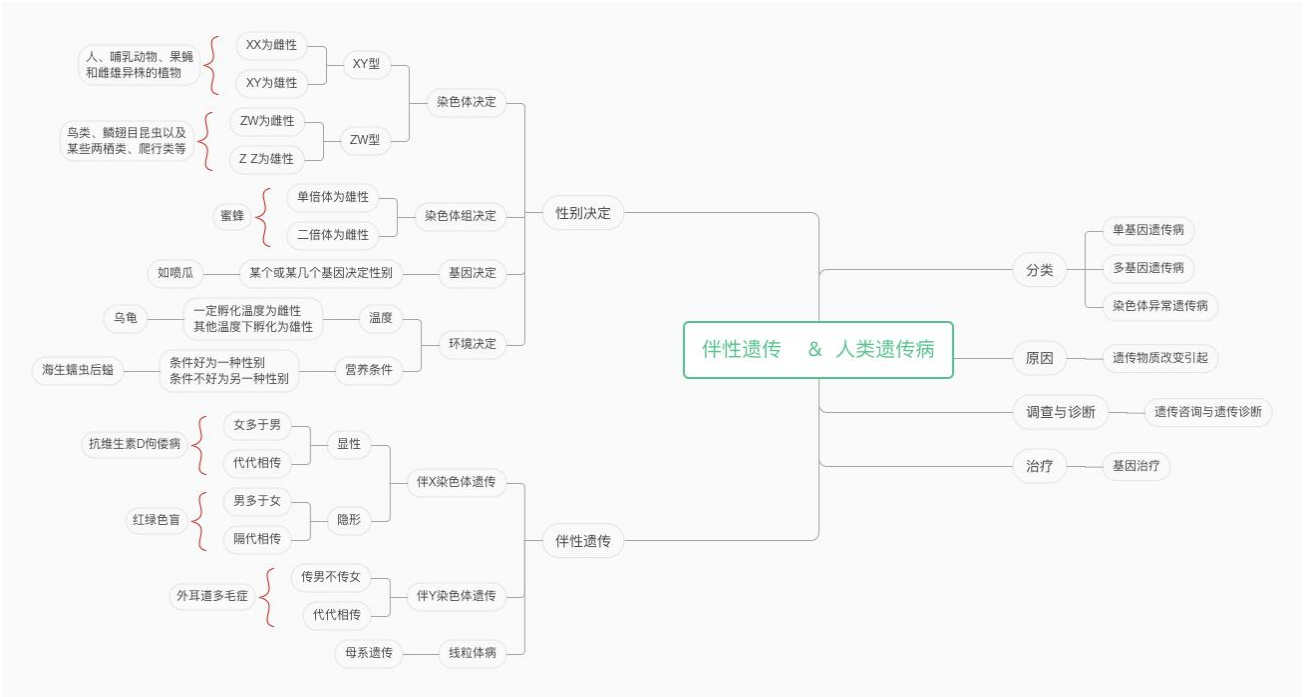 伴性遗传 & 人类遗传病
性别决定
染色体决定
XY型
XX为雌性
XY为雄性
人、哺乳动物、果蝇
和雌雄异株的植物
ZW型
ZW为雌性
Z Z为雄性
鸟类、鳞翅目昆虫以及
某些两栖类、爬行类等
染色体组决定
单倍体为雄性
二倍体为雌性
蜜蜂
基因决定
某个或某几个基因决定性别
如喷瓜
环境决定
温度
一定孵化温度为雌性
其他温度下孵化为雄性
乌龟
营养条件
条件好为一种性别
条件不好为另一种性别
海生蠕虫后螠
伴性遗传
伴X染色体遗传
显性
女多于男
代代相传
抗维生素D佝偻病
隐形
男多于女
隔代相传
红绿色盲
伴Y染色体遗传
传男不传女
代代相传
外耳道多毛症
线粒体病
母系遗传
分类
单基因遗传病
多基因遗传病
染色体异常遗传病
原因
遗传物质改变引起
调查与诊断
遗传咨询与遗传诊断
治疗
基因治疗